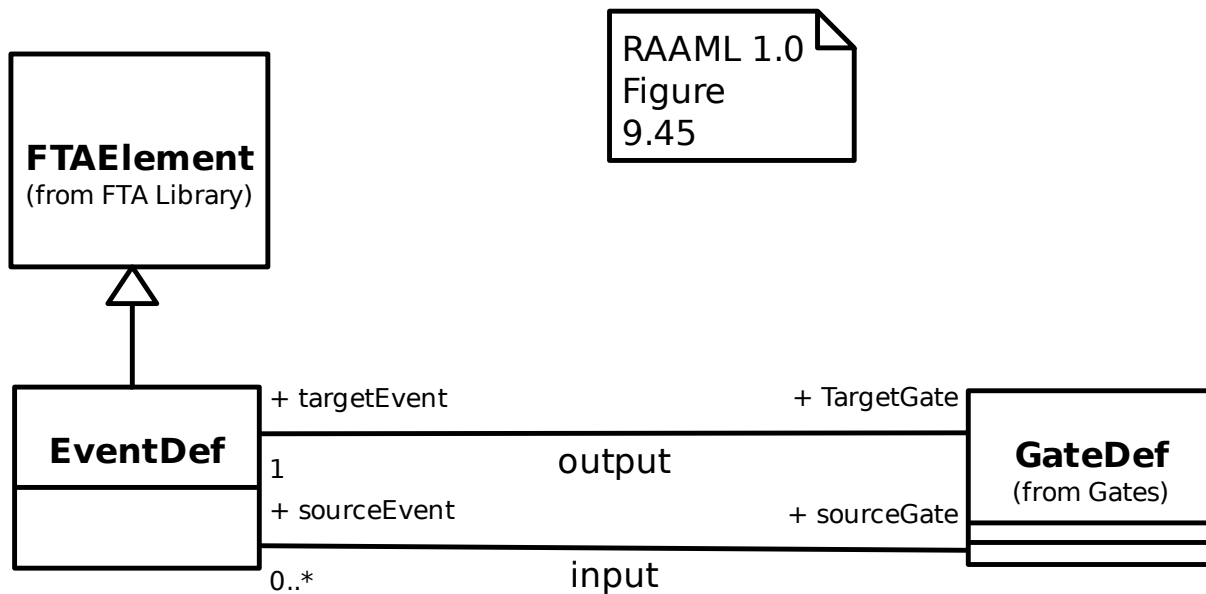 RAAML 1.0
Figure
9.45
FTAElement
(from FTA Library)
+ targetEvent
+ TargetGate
EventDef
output
GateDef
1
(from Gates)
+ sourceEvent
+ sourceGate
0..*
input